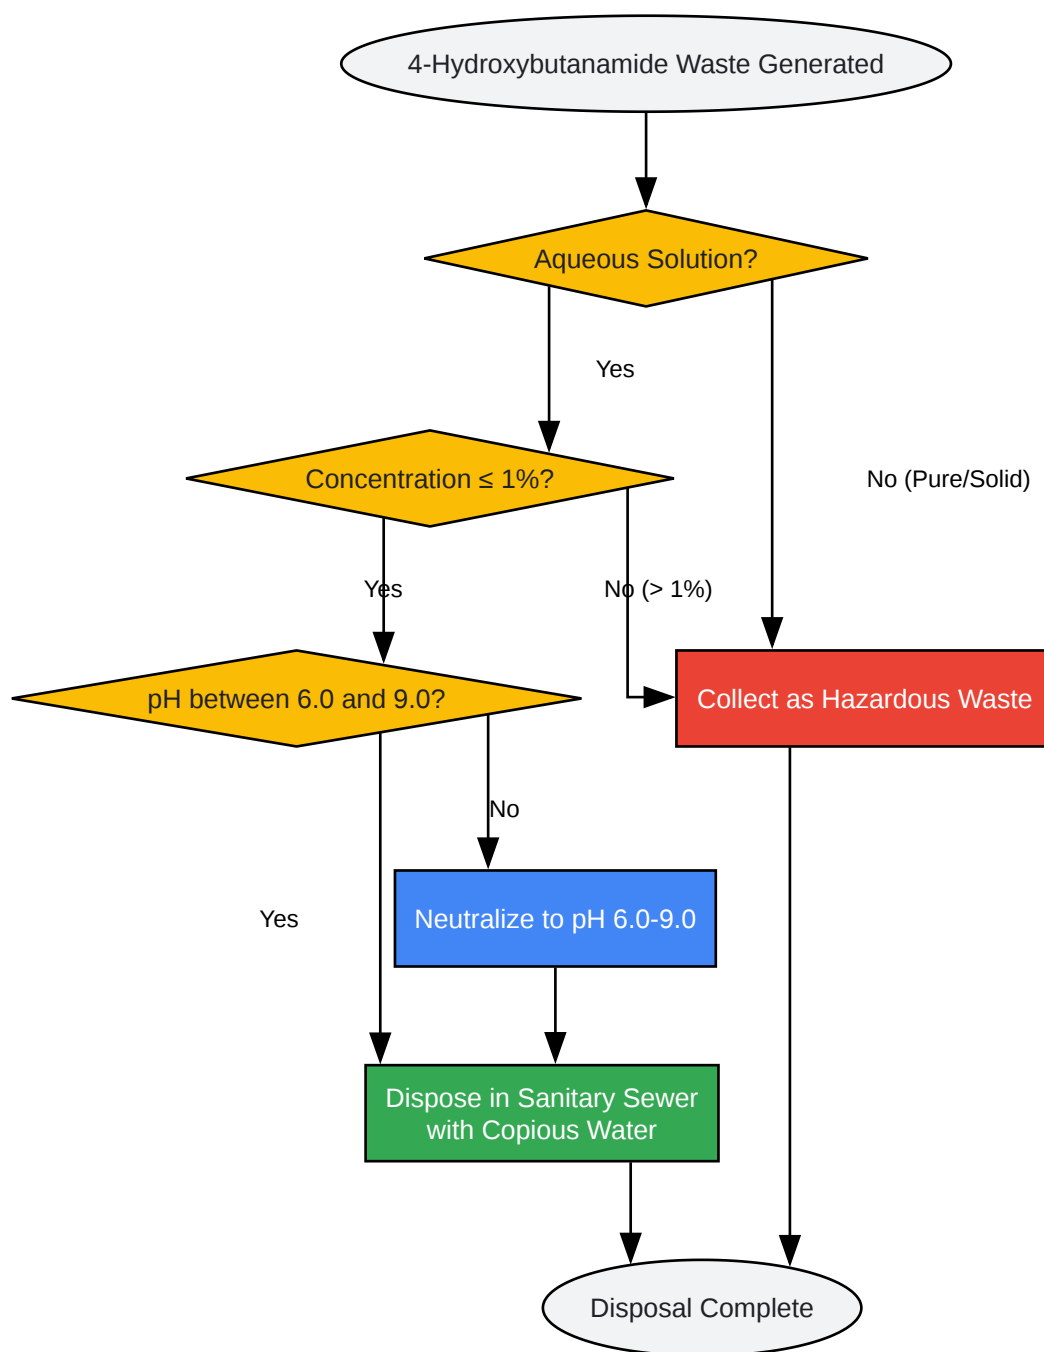 4-Hydroxybutanamide Waste Generated
Aqueous Solution?
Yes
Concentration ≤ 1%?
No (Pure/Solid)
Yes
No (> 1%)
pH between 6.0 and 9.0?
Collect as Hazardous Waste
No
Yes
Neutralize to pH 6.0-9.0
Dispose in Sanitary Sewer
with Copious Water
Disposal Complete